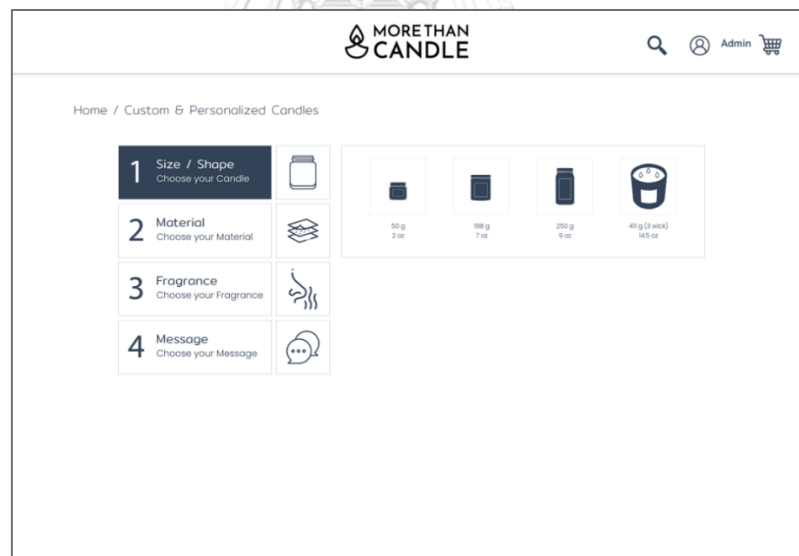 MORE THAN
CANDLE
Admin
Home / Custom & Personalized Candles
1 Size / Shape
Choose your Candle
2 Material
Choose your Material
3 Fragrance
Choose your Fragrance
4 Message
Choose your Message
50 g
2 oz
198 g
7 oz
250 g
9 oz
411 g (3 wick)
14.5 oz